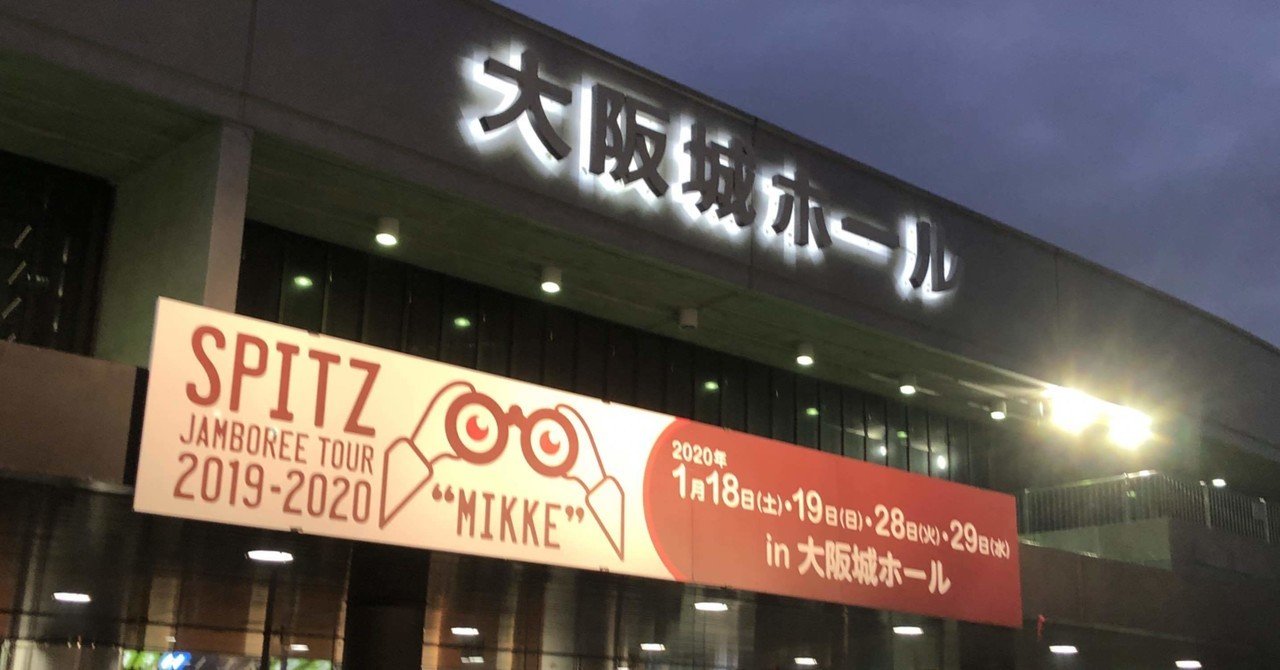 大阪城ホール
SPITZ
JAMBOREE TOUR
2019-2020
“MIKKE”
2020年
1月18日(土)・19日(日)・28日(火)・29日(水)
in 大阪城ホール